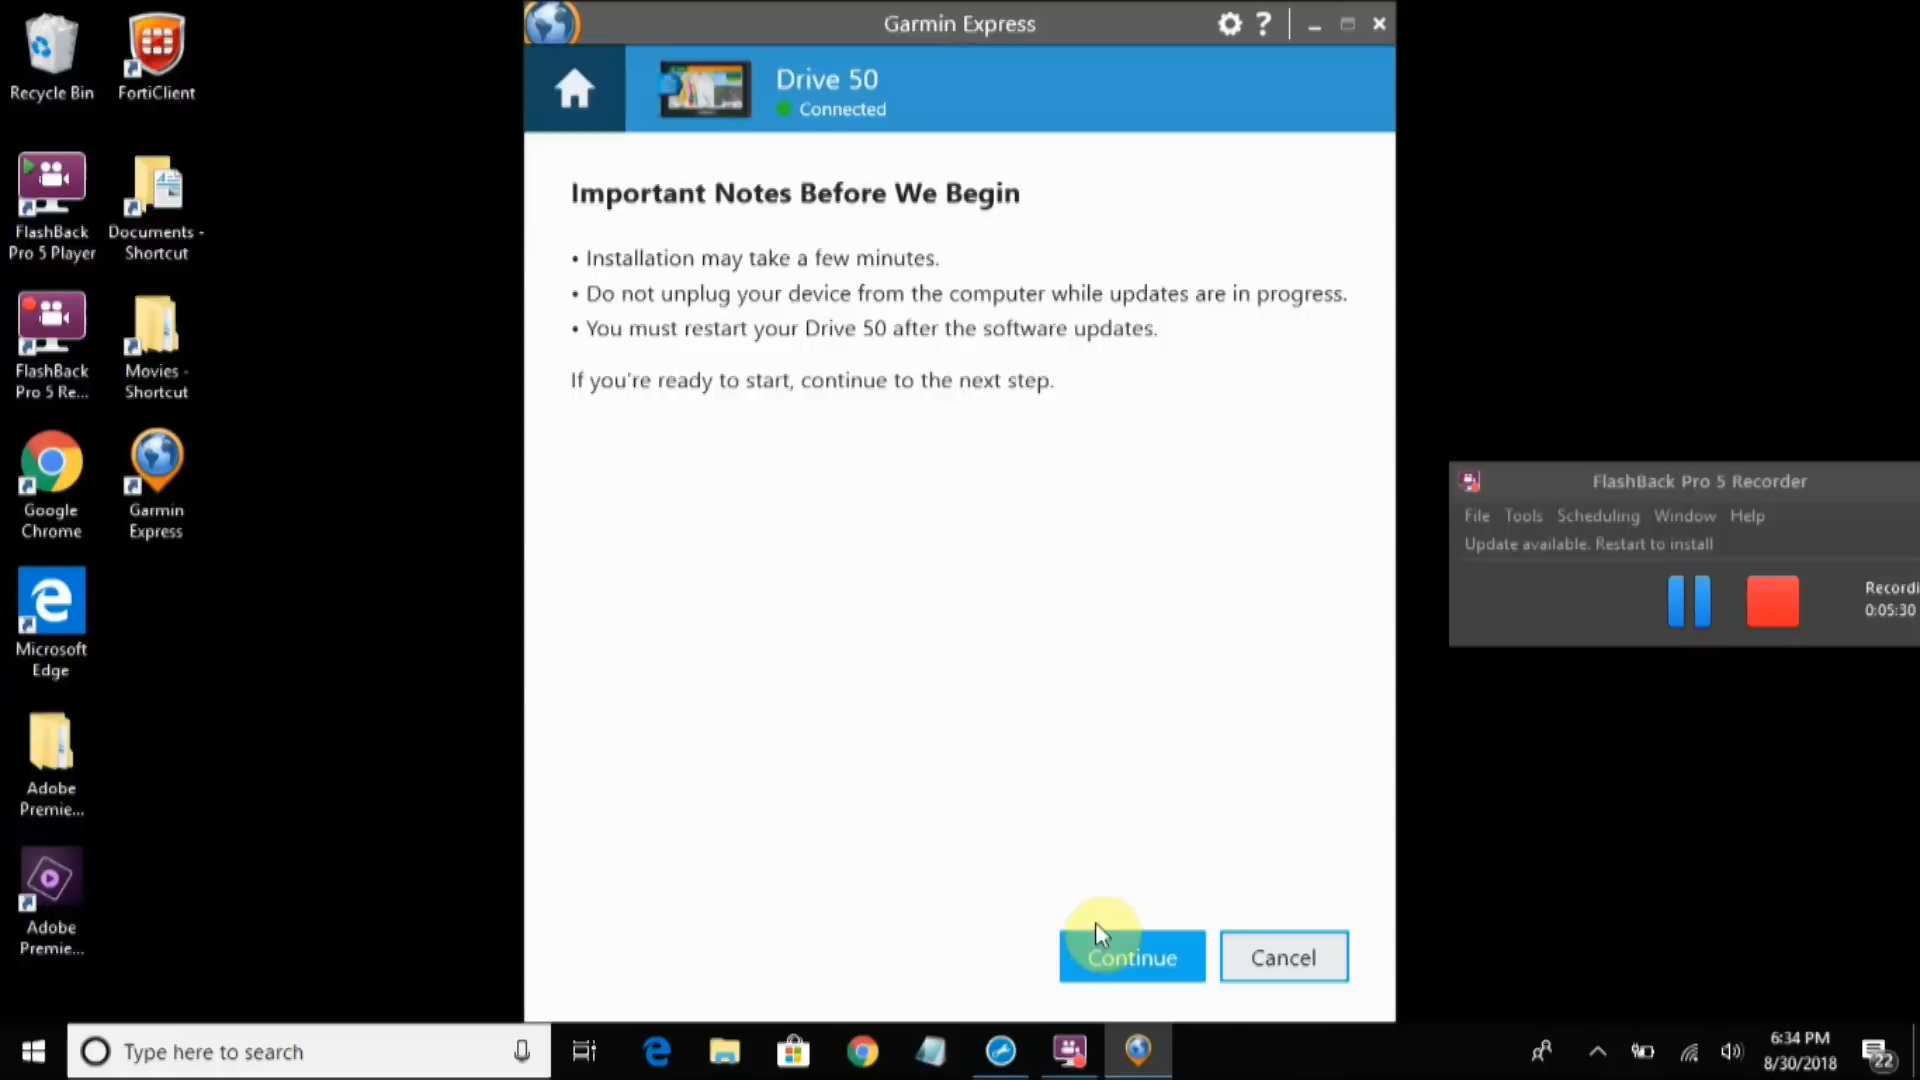 Recycle Bin
FortiClient
FlashBack
Pro 5 Player
Documents -
Shortcut
FlashBack
Pro 5 Re...
Movies -
Shortcut
Google
Chrome
Garmin
Express
Microsoft
Edge
Adobe
Premie...
Adobe
Premie...
Garmin Express
Drive 50
Connected
Important Notes Before We Begin
• Installation may take a few minutes.
• Do not unplug your device from the computer while updates are in progress.
• You must restart your Drive 50 after the software updates.
If you're ready to start, continue to the next step.
Continue
Cancel
FlashBack Pro 5 Recorder
File Tools Scheduling Window Help
Update available. Restart to install
Recordi
0:05:30
Type here to search
6:34 PM
8/30/2018
22